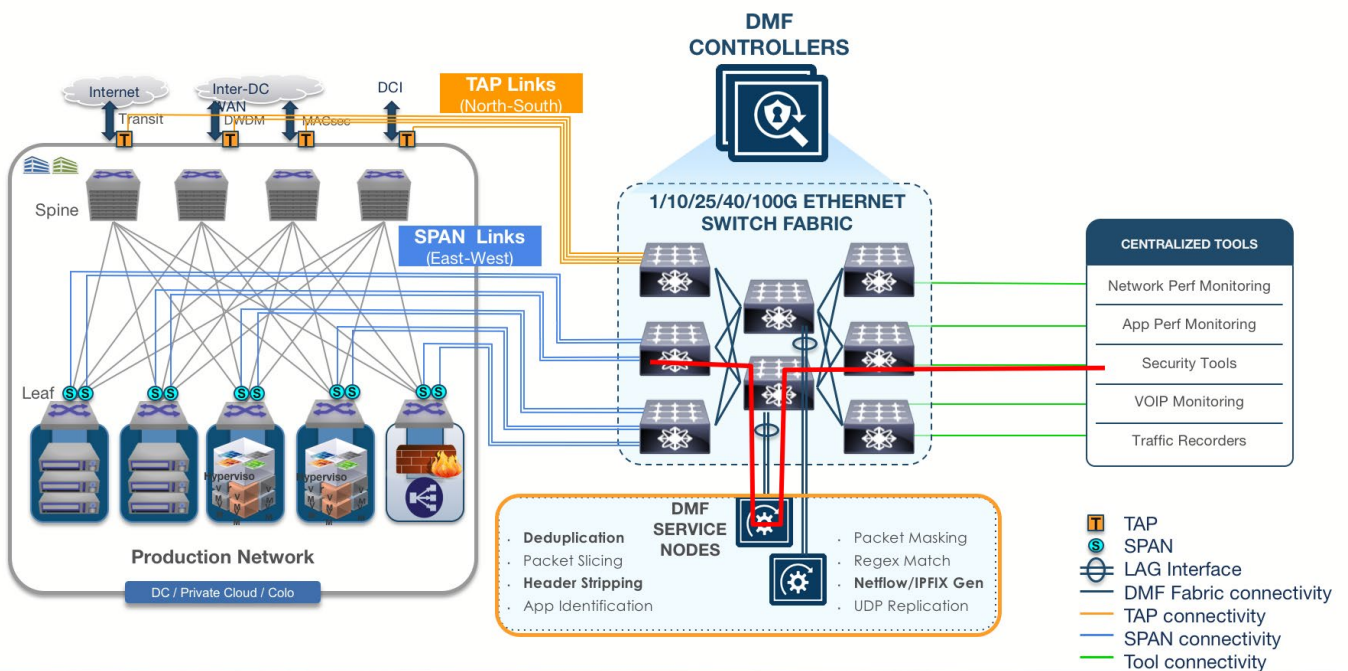 DMF
CONTROLLERS
Internet
Inter-DC
WAN
DCI
TAP Links
(North-South)
Transit
DWDM
MACsec
T
T
T
T
Spine
1/10/25/40/100G ETHERNET
SWITCH FABRIC
SPAN Links
(East-West)
CENTRALIZED TOOLS
Network Perf Monitoring
App Perf Monitoring
Security Tools
VOIP Monitoring
Traffic Recorders
Leaf
S S
S S
S S
S S
S S
Hyperviso
Hyperviso
Production Network
DC / Private Cloud / Colo
DMF
SERVICE
NODES
Deduplication
Packet Slicing
Header Stripping
App Identification
Packet Masking
Regex Match
Netflow/IPFIX Gen
UDP Replication
T TAP
S SPAN
LAG Interface
DMF Fabric connectivity
TAP connectivity
SPAN connectivity
Tool connectivity